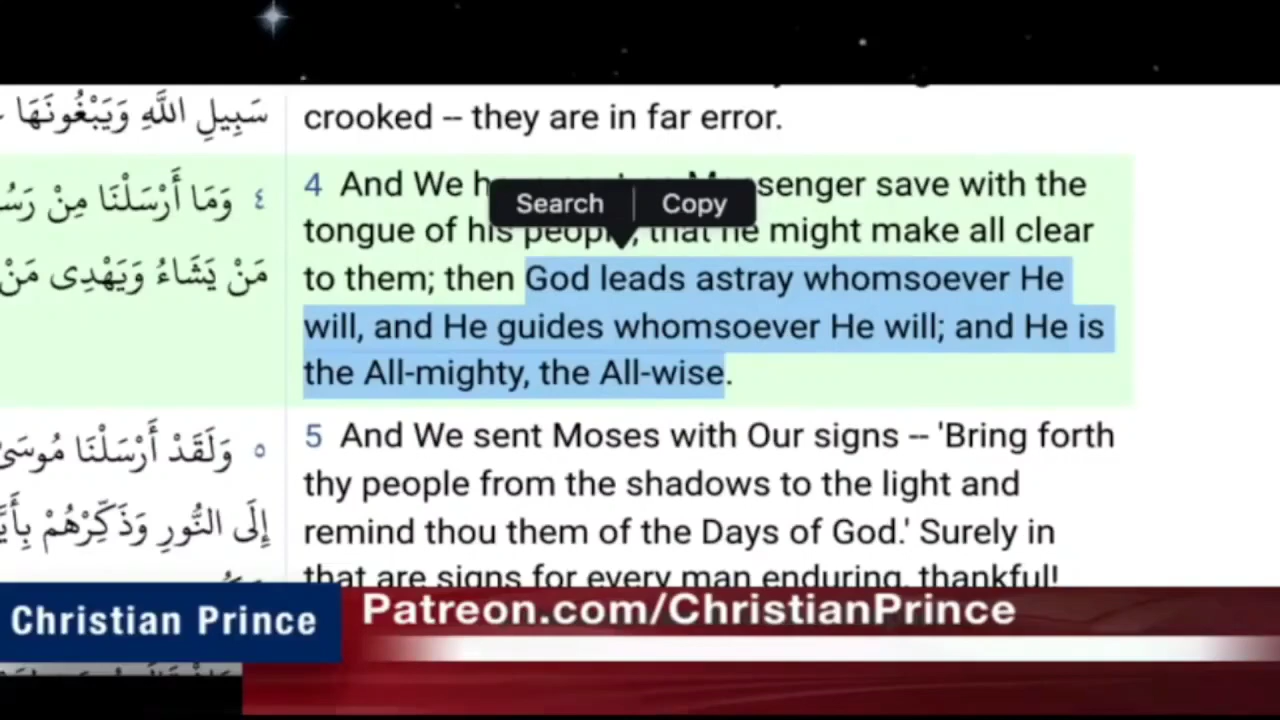 سَبِيلِ اللَّهِ وَيَبْغُونَهَا
crooked -- they are in far error.
٤ وَمَا أَرْسَلْنَا مِنْ
مَنْ يَشَاءُ وَيَهْدِى مَنْ
4 And We senger save with the
Search Copy
tongue of his that he might make all clear
to them; then God leads astray whomsoever He
will, and He guides whomsoever He will; and He is
the All-mighty, the All-wise.
٥ وَلَقَدْ أَرْسَلْنَا مُوسَى
إِلَى النُّورِ وَذَكِّرْهُمْ
5 And We sent Moses with Our signs -- 'Bring forth
thy people from the shadows to the light and
remind thou them of the Days of God.' Surely in
that are signs for every man enduring, thankful!
Christian Prince
Patreon.com/ChristianPrince